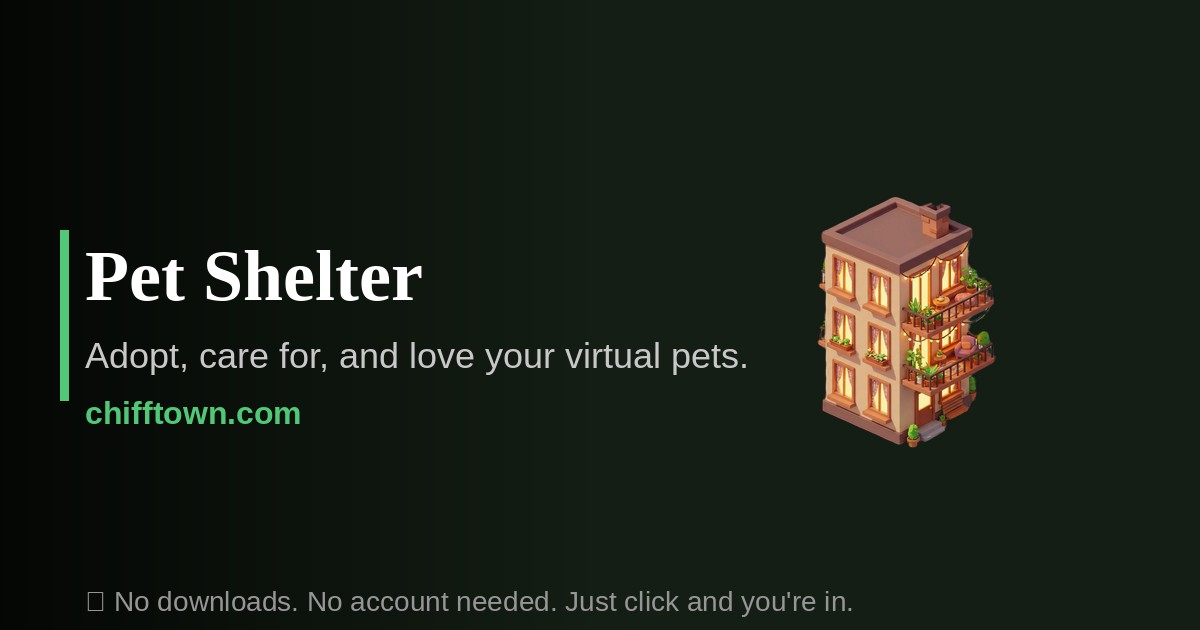 Pet Shelter
Adopt, care for, and love your virtual pets.
chifftown.com
No downloads. No account needed. Just click and you're in.